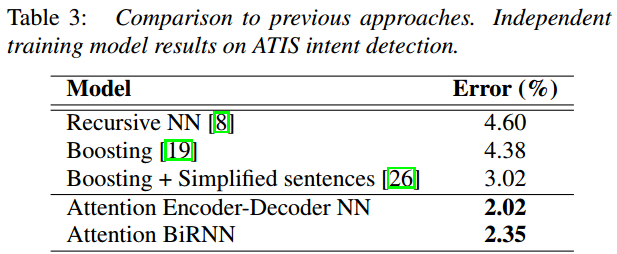 Table 3: Comparison to previous approaches. Independent
training model results on ATIS intent detection.
Model Error (%)
Recursive NN [8] 4.60
Boosting [19] 4.38
Boosting + Simplified sentences [26] 3.02
Attention Encoder-Decoder NN 2.02
Attention BiRNN 2.35